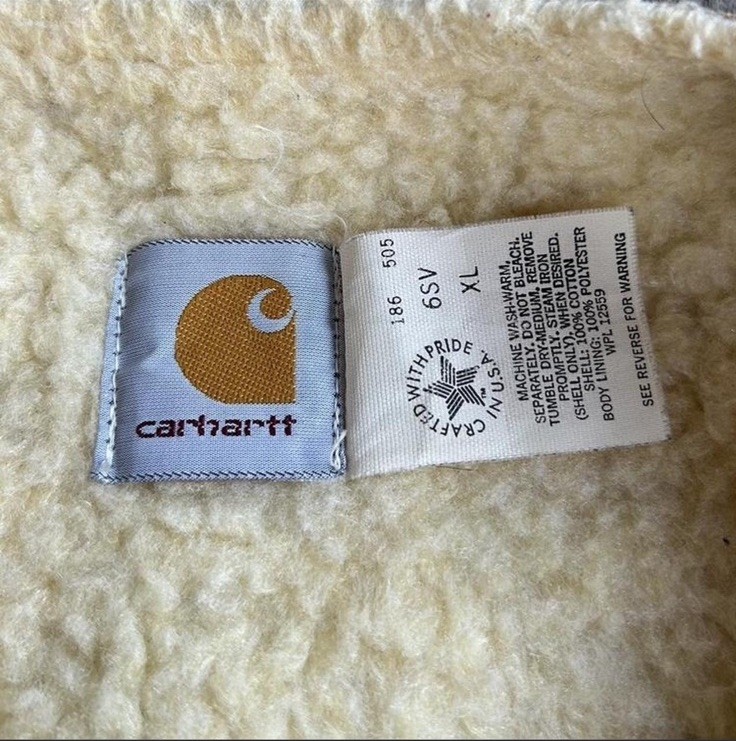 carhartt
186 505
6SV
XL
CRAFTED WITH PRIDE IN U.S.A.
TM
MACHINE WASH-WARM,
SEPARATELY. DO NOT BLEACH.
TUMBLE DRY-MEDIUM. REMOVE
PROMPTLY. STEAM IRON
(SHELL ONLY), WHEN DESIRED.
SHELL: 100% COTTON
BODY LINING: 100% POLYESTER
WPL 12559
SEE REVERSE FOR WARNING